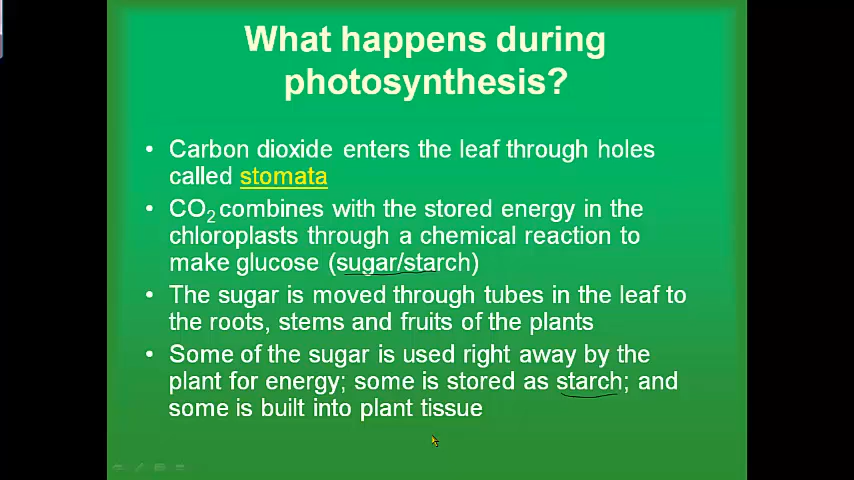 What happens during
photosynthesis?
• Carbon dioxide enters the leaf through holes
called stomata
• CO₂ combines with the stored energy in the
chloroplasts through a chemical reaction to
make glucose (sugar/starch)
• The sugar is moved through tubes in the leaf to
the roots, stems and fruits of the plants
• Some of the sugar is used right away by the
plant for energy; some is stored as starch; and
some is built into plant tissue